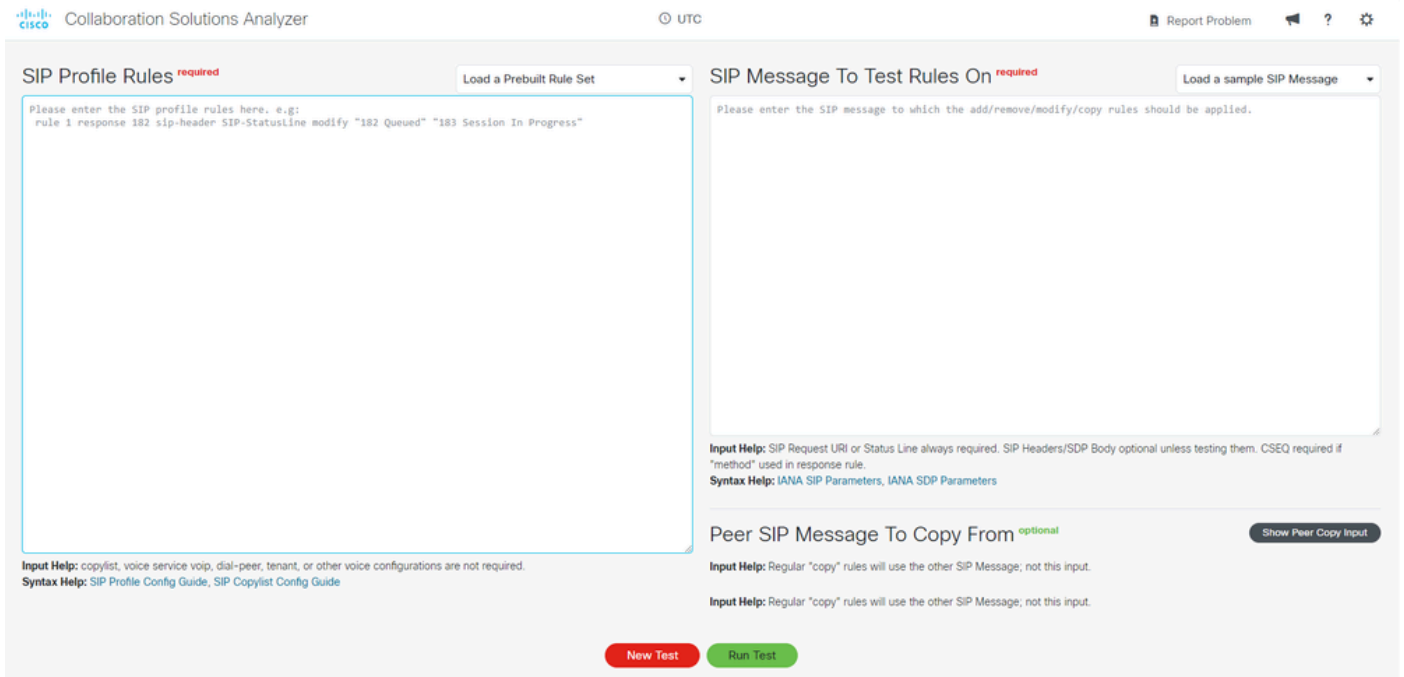 cisco Collaboration Solutions Analyzer
UTC
Report Problem ?
SIP Profile Rules required
Load a Prebuilt Rule Set
Please enter the SIP profile rules here. e.g:
rule 1 response 182 sip-header SIP-StatusLine modify "182 Queued" "183 Session In Progress"
Input Help: copylist, voice service voip, dial-peer, tenant, or other voice configurations are not required.
Syntax Help: SIP Profile Config Guide, SIP Copylist Config Guide
SIP Message To Test Rules On required
Load a sample SIP Message
Please enter the SIP message to which the add/remove/modify/copy rules should be applied.
Input Help: SIP Request URI or Status Line always required. SIP Headers/SDP Body optional unless testing them. CSEQ required if
"method" used in response rule.
Syntax Help: IANA SIP Parameters, IANA SDP Parameters
Peer SIP Message To Copy From optional
Show Peer Copy Input
Input Help: Regular "copy" rules will use the other SIP Message; not this input.
Input Help: Regular "copy" rules will use the other SIP Message; not this input.
New Test
Run Test